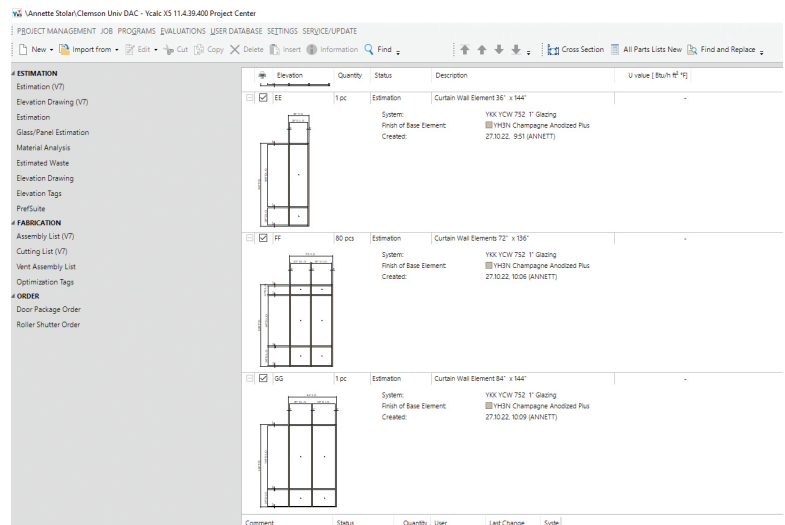 \Annette Stolar\Clemson Univ DAC - Ycalc X5 11.4.39.400 Project Center
PROJECT MANAGEMENT JOB PROGRAMS EVALUATIONS USER DATABASE SETTINGS SERVICE/UPDATE
New Import from Edit Cut Copy Delete Insert Information Find Cross Section All Parts Lists New Find and Replace
ESTIMATION
Estimation (V7)
Elevation Drawing (V7)
Estimation
Glass/Panel Estimation
Material Analysis
Estimated Waste
Elevation Drawing
Elevation Tags
PrefSuite
FABRICATION
Assembly List (V7)
Cutting List (V7)
Vent Assembly List
Optimization Tags
ORDER
Door Package Order
Roller Shutter Order
Elevation Quantity Status Description U value [ Btu/h ft² °F]
EE 1 pc Estimation Curtain Wall Element 36" x 144" -
System: YKK YCW 752 1" Glazing
Finish of Base Element: YH3N Champagne Anodized Plus
Created: 27.10.22, 9:51 (ANNETT)
FF 80 pcs Estimation Curtain Wall Elements 72" x 136" -
System: YKK YCW 752 1" Glazing
Finish of Base Element: YH3N Champagne Anodized Plus
Created: 27.10.22, 10:06 (ANNETT)
GG 1 pc Estimation Curtain Wall Element 84" x 144" -
System: YKK YCW 752 1" Glazing
Finish of Base Element: YH3N Champagne Anodized Plus
Created: 27.10.22, 10:09 (ANNETT)
Comment Status Quantity User Last Change Syste